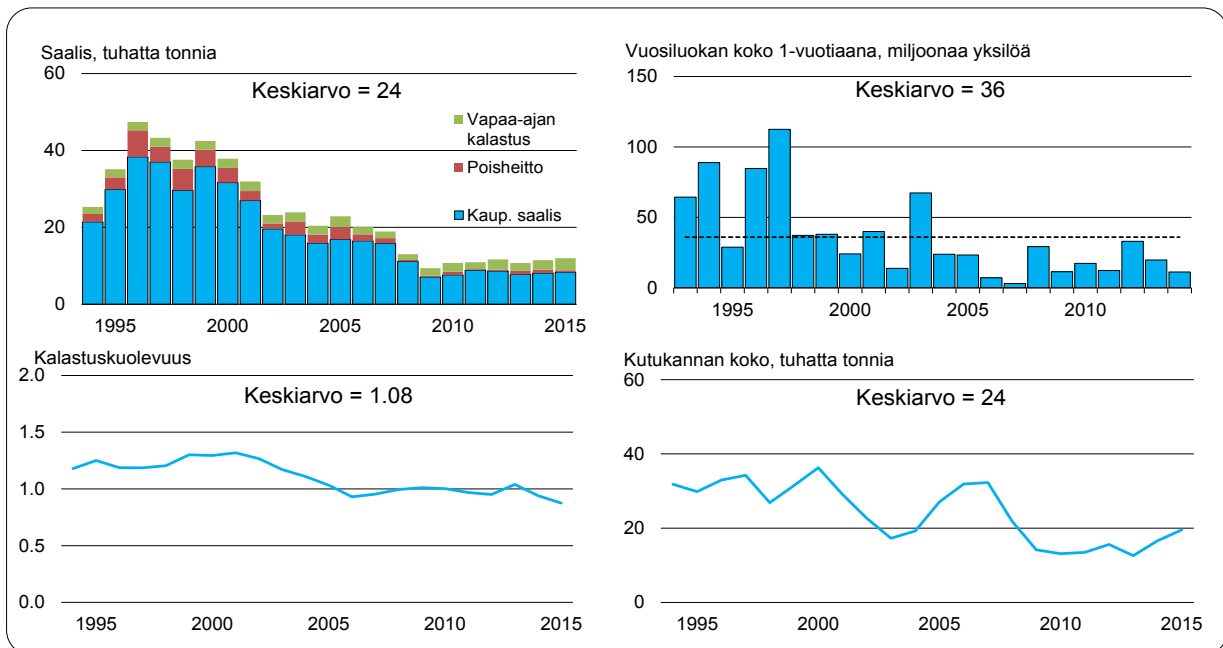 Saalis, tuhatta tonnia
Keskiarvo = 24
60
40
20
0
Vapaa-ajan
kalastus
Poisheitto
Kaup. saalis
1995 2000 2005 2010 2015
Vuosiluokan koko 1-vuotiaana, miljoonaa yksilöä
Keskiarvo = 36
150
100
50
0
1995 2000 2005 2010
Kalastuskuolevuus
Keskiarvo = 1.08
2.0
1.5
1.0
0.5
0.0
1995 2000 2005 2010 2015
Kutukannan koko, tuhatta tonnia
Keskiarvo = 24
60
40
20
0
1995 2000 2005 2010 2015